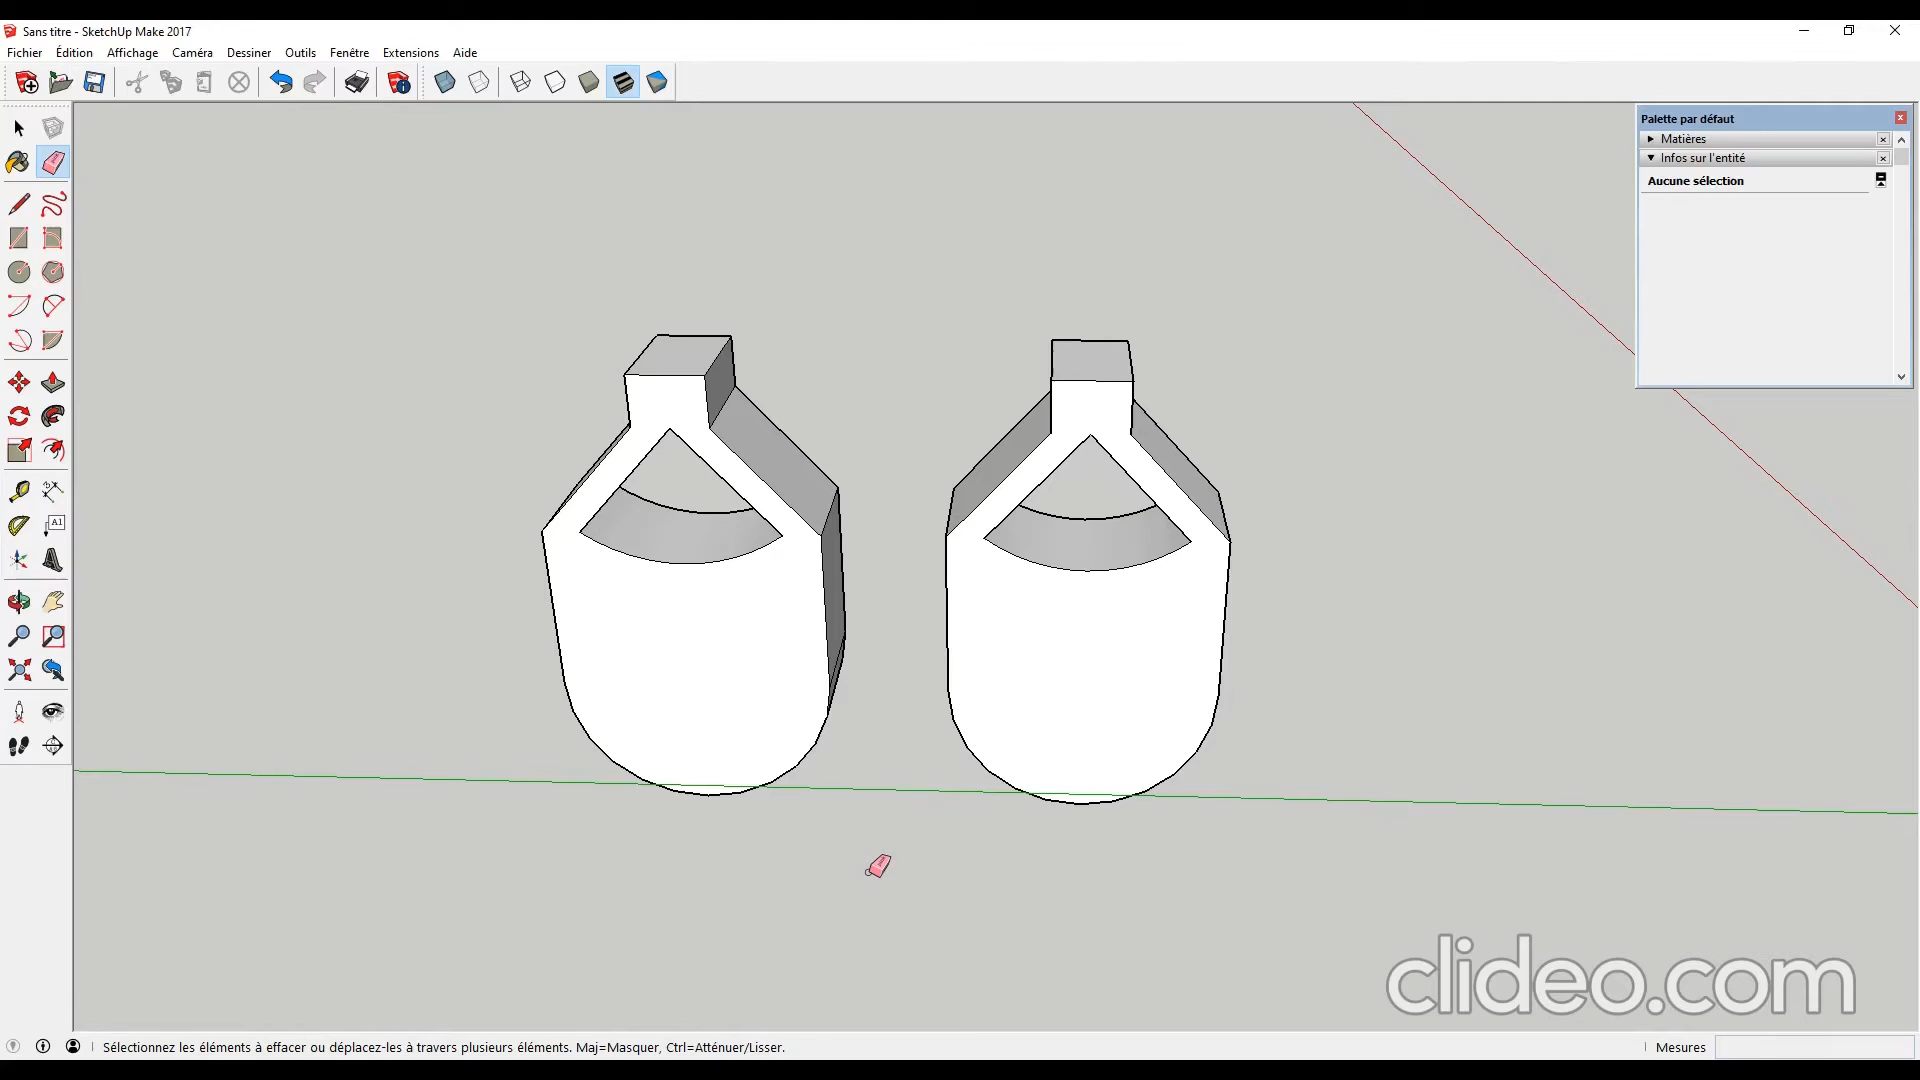 Sans titre - SketchUp Make 2017
Fichier Édition Affichage Caméra Dessiner Outils Fenêtre Extensions Aide
Palette par défaut
Matières
Infos sur l'entité
Aucune sélection
A1
clideo.com
Sélectionnez les éléments à effacer ou déplacez-les à travers plusieurs éléments. Maj=Masquer, Ctrl=Atténuer/Lisser.
Mesures